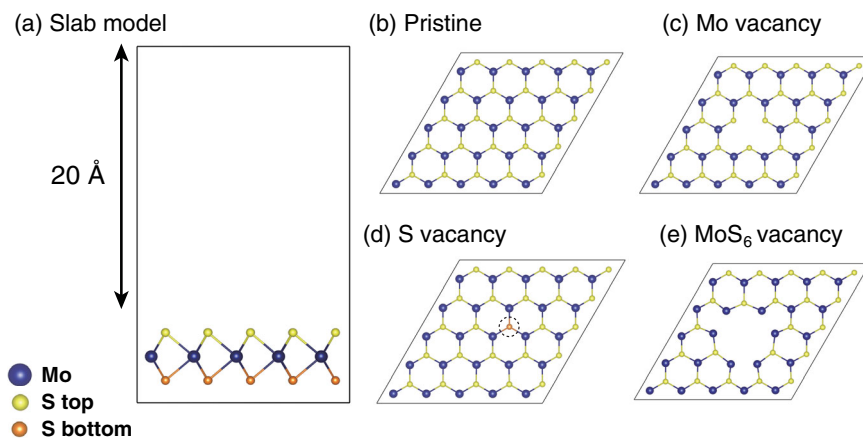 (a) Slab model
(b) Pristine
(c) Mo vacancy
20 Å
(d) S vacancy
(e) MoS₆ vacancy
Mo
S top
S bottom